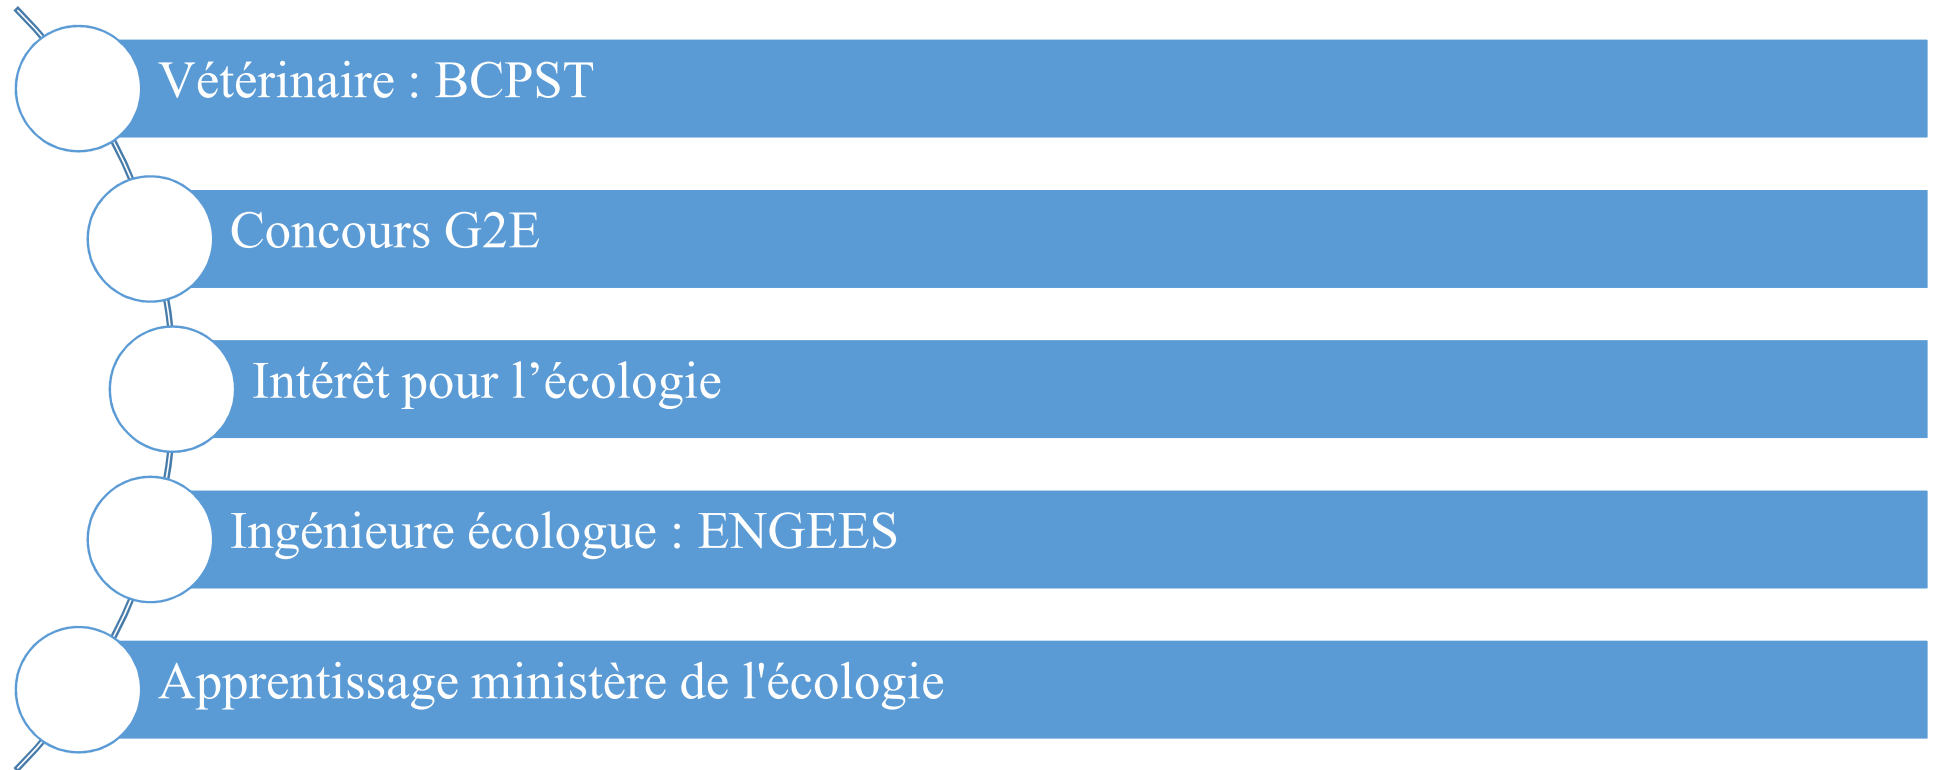 Vétérinaire : BCPST
Concours G2E
Intérêt pour l’écologie
Ingénieure écologue : ENGEES
Apprentissage ministère de l'écologie